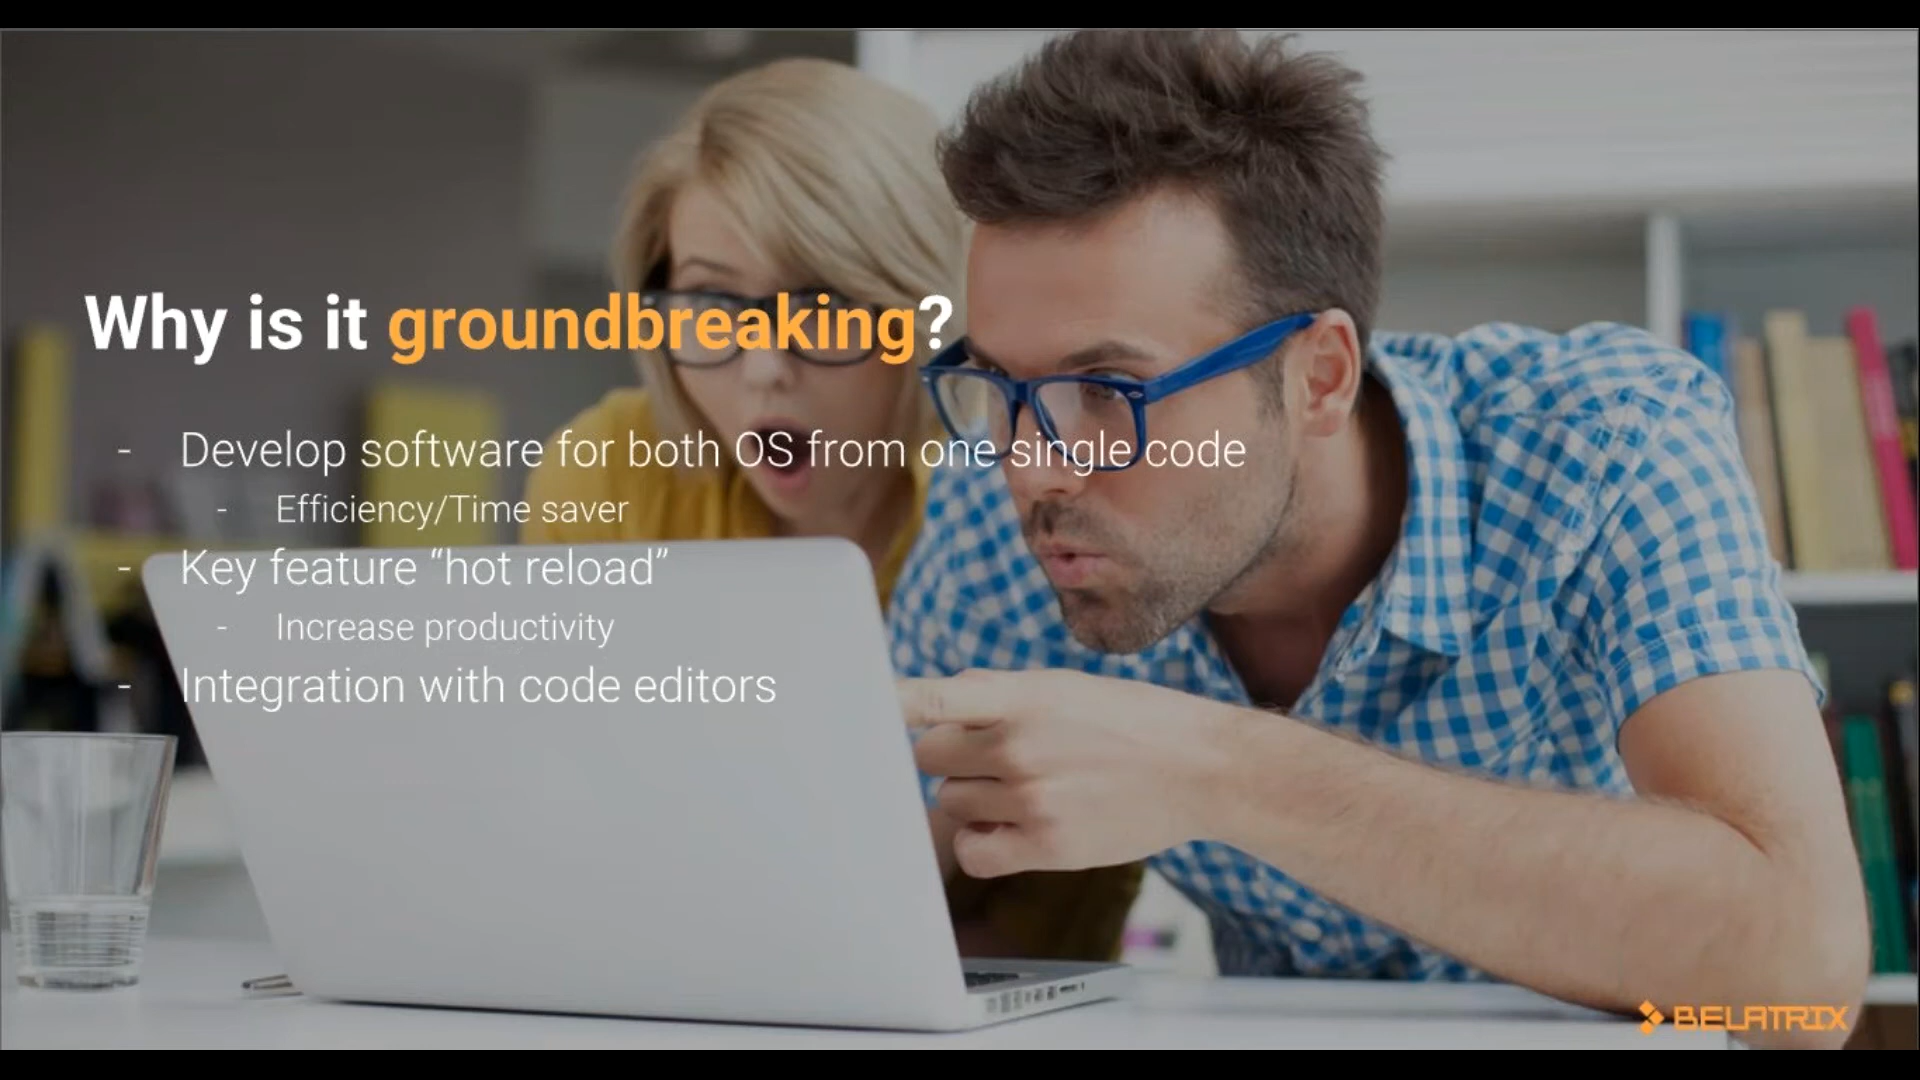 Why is it groundbreaking?
- Develop software for both OS from one single code
- Efficiency/Time saver
- Key feature “hot reload”
- Increase productivity
- Integration with code editors
BELATRIX